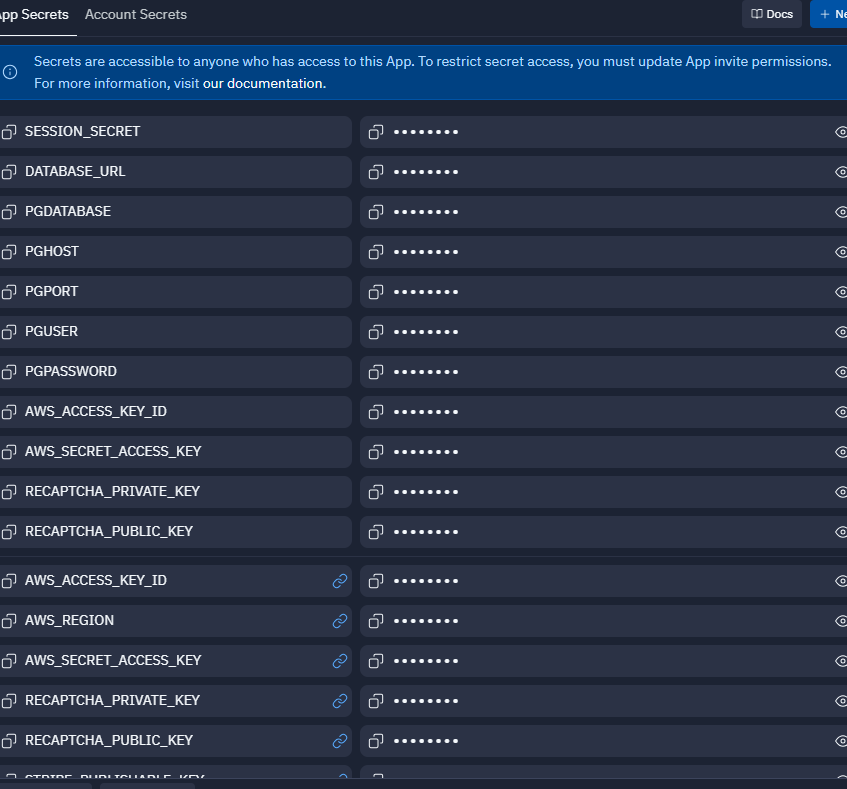 App Secrets Account Secrets Docs
Secrets are accessible to anyone who has access to this App. To restrict secret access, you must update App invite permissions.
For more information, visit our documentation.
SESSION_SECRET ••••••••
DATABASE_URL ••••••••
PGDATABASE ••••••••
PGHOST ••••••••
PGPORT ••••••••
PGUSER ••••••••
PGPASSWORD ••••••••
AWS_ACCESS_KEY_ID ••••••••
AWS_SECRET_ACCESS_KEY ••••••••
RECAPTCHA_PRIVATE_KEY ••••••••
RECAPTCHA_PUBLIC_KEY ••••••••
AWS_ACCESS_KEY_ID ••••••••
AWS_REGION ••••••••
AWS_SECRET_ACCESS_KEY ••••••••
RECAPTCHA_PRIVATE_KEY ••••••••
RECAPTCHA_PUBLIC_KEY ••••••••
STRIPE_PUBLISHABLE_KEY